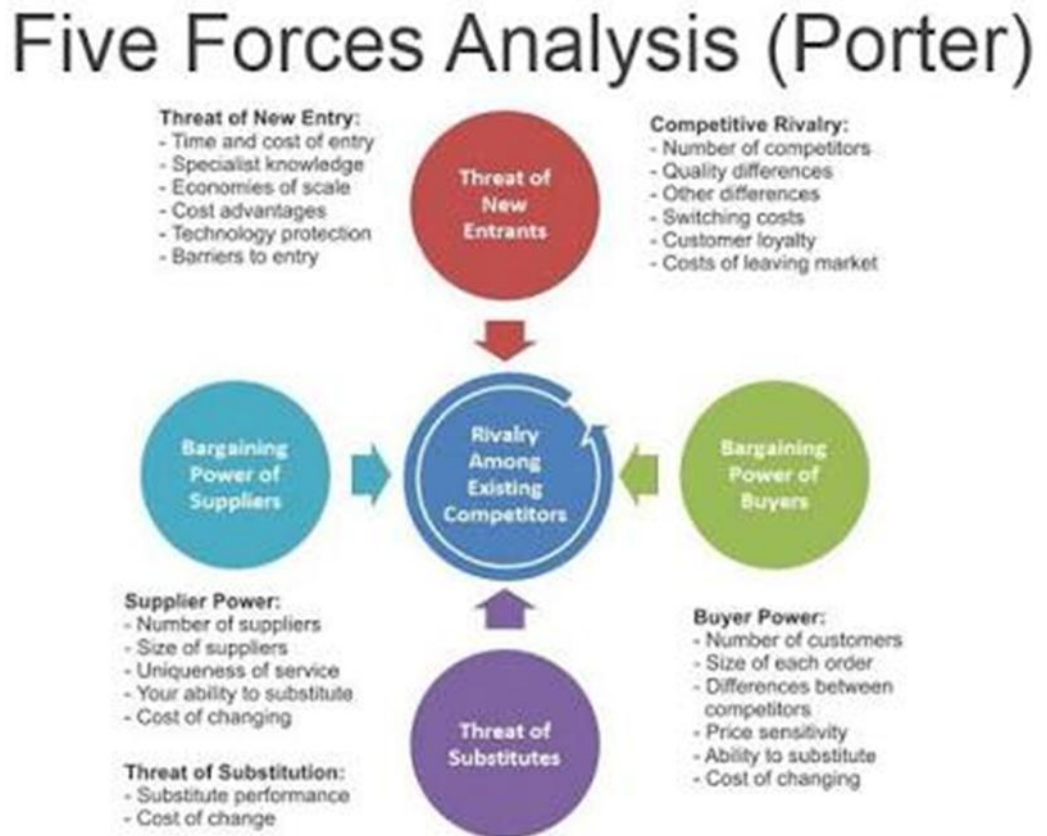 Five Forces Analysis (Porter)
Threat of New Entry:
- Time and cost of entry
- Specialist knowledge
- Economies of scale
- Cost advantages
- Technology protection
- Barriers to entry
Threat of
New
Entrants
Competitive Rivalry:
- Number of competitors
- Quality differences
- Other differences
- Switching costs
- Customer loyalty
- Costs of leaving market
Bargaining
Power of
Suppliers
Rivalry
Among
Existing
Competitors
Bargaining
Power of
Buyers
Supplier Power:
- Number of suppliers
- Size of suppliers
- Uniqueness of service
- Your ability to substitute
- Cost of changing
Threat of Substitution:
- Substitute performance
- Cost of change
Threat of
Substitutes
Buyer Power:
- Number of customers
- Size of each order
- Differences between
competitors
- Price sensitivity
- Ability to substitute
- Cost of changing